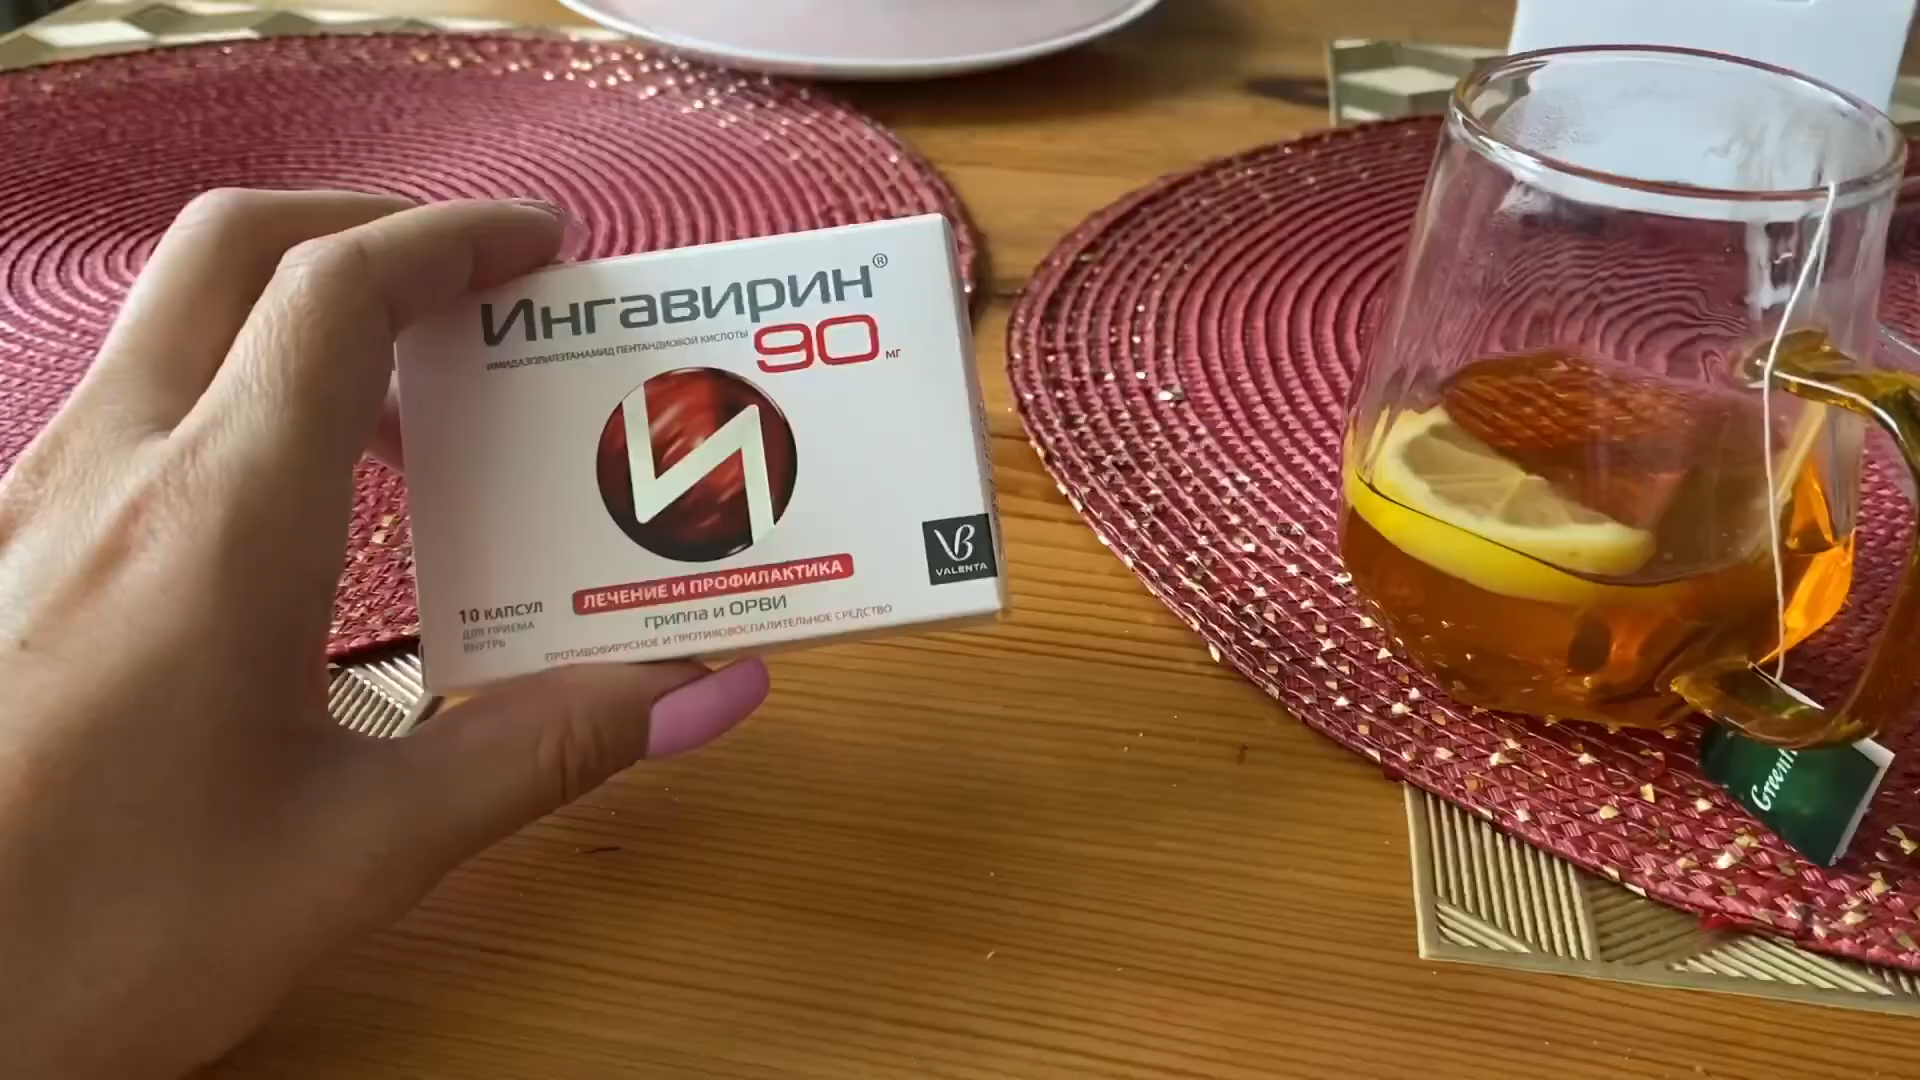 Ингавирин®
ИМИДАЗОЛИЛЭТАНАМИД ПЕНТАНДИОВОЙ КИСЛОТЫ
90 мг
VB
VALENTA
ЛЕЧЕНИЕ И ПРОФИЛАКТИКА
гриппа и ОРВИ
ПРОТИВОВИРУСНОЕ И ПРОТИВОВОСПАЛИТЕЛЬНОЕ СРЕДСТВО
10 КАПСУЛ
ДЛЯ ПРИЕМА
ВНУТРЬ